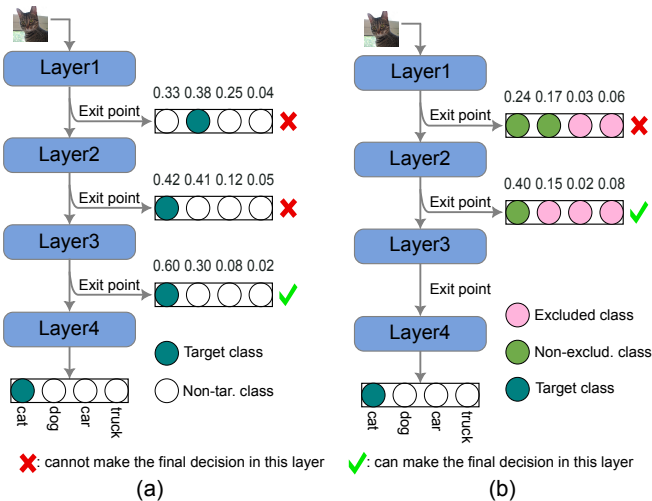 Layer1
0.33 0.38 0.25 0.04
Exit point
Layer2
0.42 0.41 0.12 0.05
Exit point
Layer3
0.60 0.30 0.08 0.02
Exit point
Layer4
Target class
Non-tar. class
cat
dog
car
truck
Layer1
0.24 0.17 0.03 0.06
Exit point
Layer2
0.40 0.15 0.02 0.08
Exit point
Layer3
Exit point
Layer4
Excluded class
Non-exclud. class
Target class
cat
dog
car
truck
: cannot make the final decision in this layer
: can make the final decision in this layer
(a)
(b)